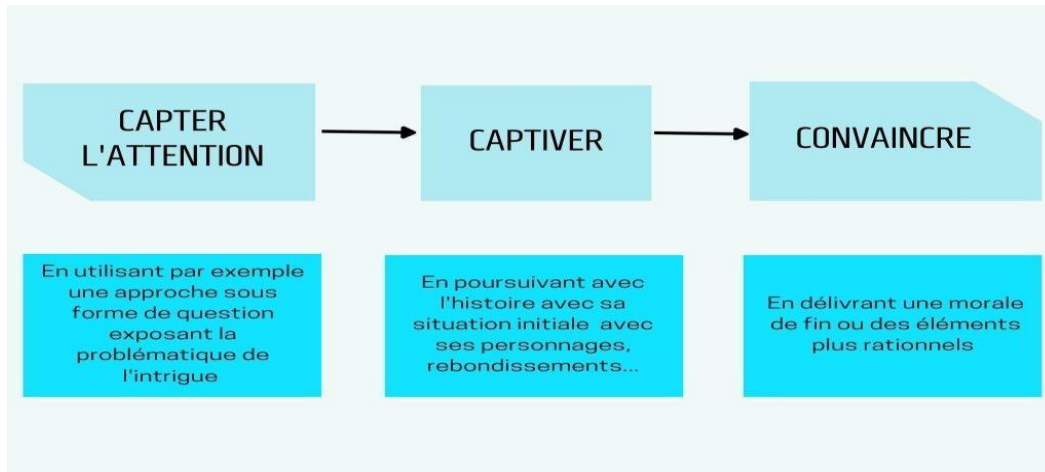 CAPTER
L'ATTENTION
CAPTIVER
CONVAINCRE
En utilisant par exemple
une approche sous
forme de question
exposant la
problématique de
l'intrigue
En poursuivant avec
l'histoire avec sa
situation initiale avec
ses personnages,
rebondissements...
En délivrant une morale
de fin ou des éléments
plus rationnels